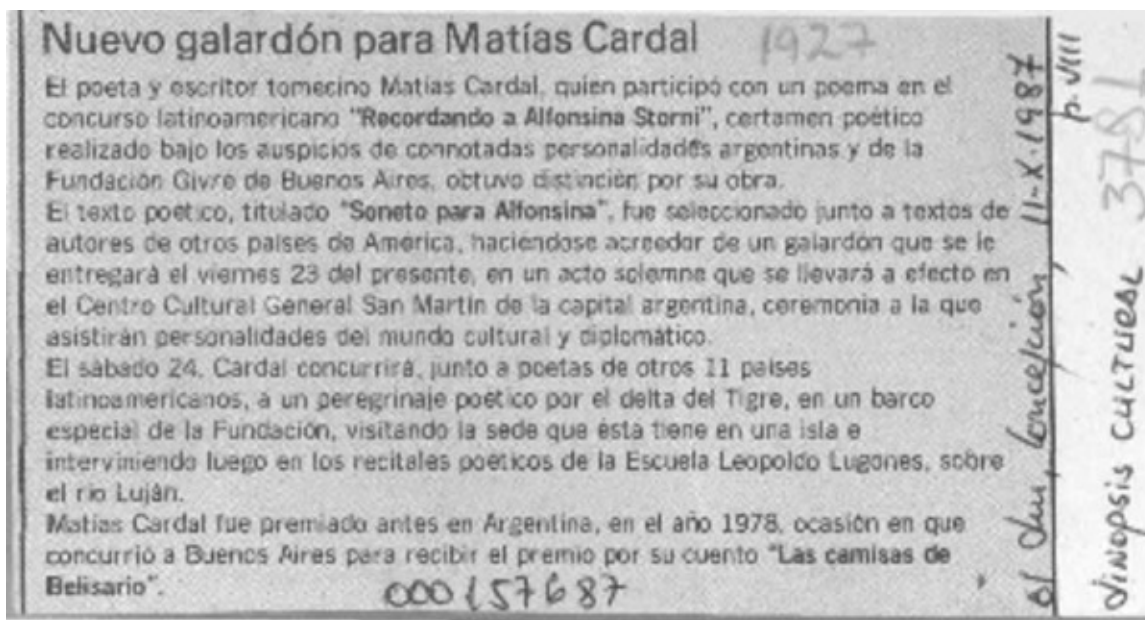 Nuevo galardón para Matías Cardal
1927
El poeta y escritor tomecino Matías Cardal, quien participó con un poema en el
concurso latinoamericano "Recordando a Alfonsina Storni", certamen poético
realizado bajo los auspicios de connotadas personalidades argentinas y de la
Fundación Givre de Buenos Aires, obtuvo distinción por su obra.
El texto poético, titulado "Soneto para Alfonsina", fue seleccionado junto a textos de
autores de otros países de América, haciéndose acreedor de un galardón que se le
entregará el viernes 23 del presente, en un acto solemne que se llevará a efecto en
el Centro Cultural General San Martín de la capital argentina, ceremonia a la que
asistirán personalidades del mundo cultural y diplomático.
El sábado 24, Cardal concurrirá, junto a poetas de otros 11 países
latinoamericanos, a un peregrinaje poético por el delta del Tigre, en un barco
especial de la Fundación, visitando la sede que ésta tiene en una isla e
interviniendo luego en los recitales poéticos de la Escuela Leopoldo Lugones, sobre
el río Luján.
Matías Cardal fue premiado antes en Argentina, en el año 1978, ocasión en que
concurrió a Buenos Aires para recibir el premio por su cuento "Las camisas de
Belisario".
000157687
El Sur, Concepción, 11-X-1987
p. VIII
SINOPSIS CULTURAL 3781